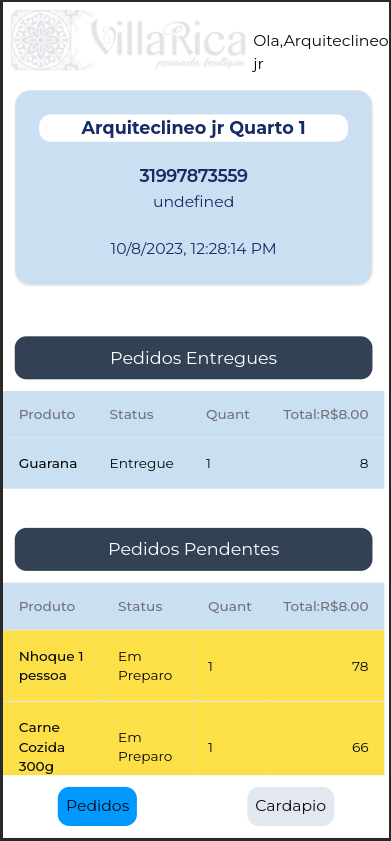 VillaRica
pousada boutique
Ola,Arquiteclineo
jr
Arquiteclineo jr Quarto 1
31997873559
undefined
10/8/2023, 12:28:14 PM
Pedidos Entregues
Produto Status Quant Total:R$8.00
Guarana Entregue 1 8
Pedidos Pendentes
Produto Status Quant Total:R$8.00
Nhoque 1 Em
pessoa Preparo 1 78
Carne
Cozida Em
300g Preparo 1 66
Pedidos Cardapio